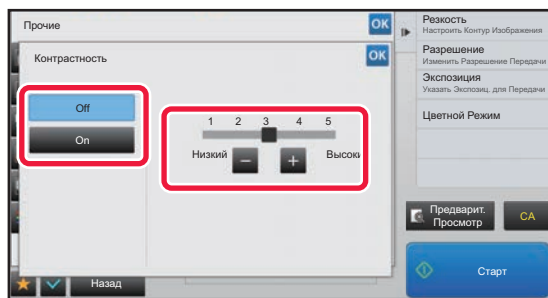 Прочие
OK
Контрастность
OK
Off
On
1 2 3 4 5
Низкий
Высоки
Назад
Резкость
Настроить Контур Изображения
Разрешение
Изменить Разрешение Передачи
Экспозиция
Указать Экспозиц. для Передачи
Цветной Режим
Предварит.
Просмотр
CA
Старт